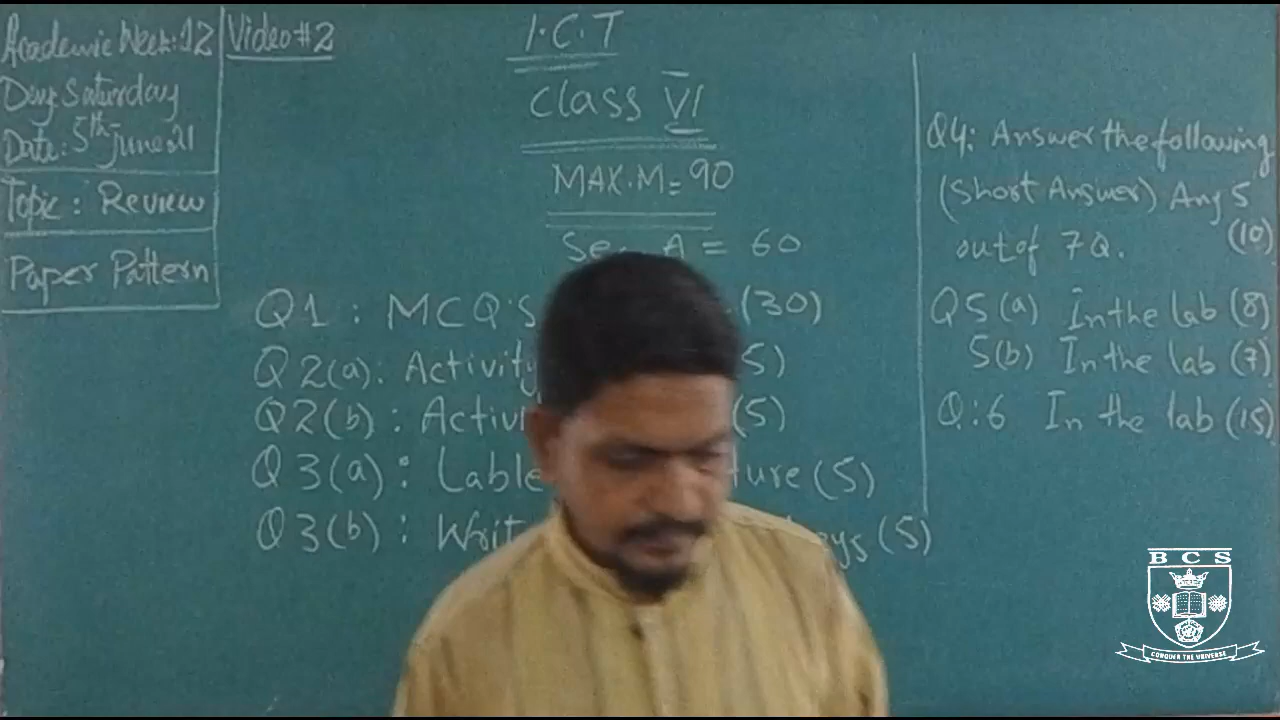 Academic Week: 12
Day Saturday
Date: 5th June 21
Topic: Review
Paper Pattern
Video #2
I.C.T
Class VI
MAX.M = 90
A = 60
Q1 : MCQ'S (30)
Q2(a). Activity 5)
Q2(b) : (5)
Q3(a) : Lable (5)
Q3(b) : (5)
Q4: Answer the following
(Short Answer) Any 5
out of 7Q. (10)
Q5(a) In the lab (8)
5(b) In the lab (7)
Q:6 In the lab (15)
BCS
CONQUER THE UNIVERSE